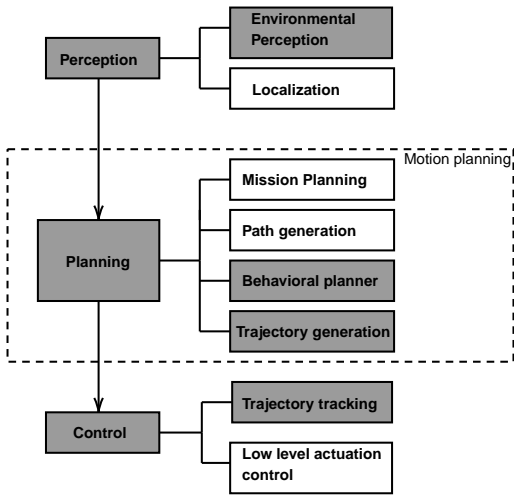 Environmental
Perception
Perception
Localization
Motion planning
Mission Planning
Path generation
Planning
Behavioral planner
Trajectory generation
Trajectory tracking
Control
Low level actuation
control